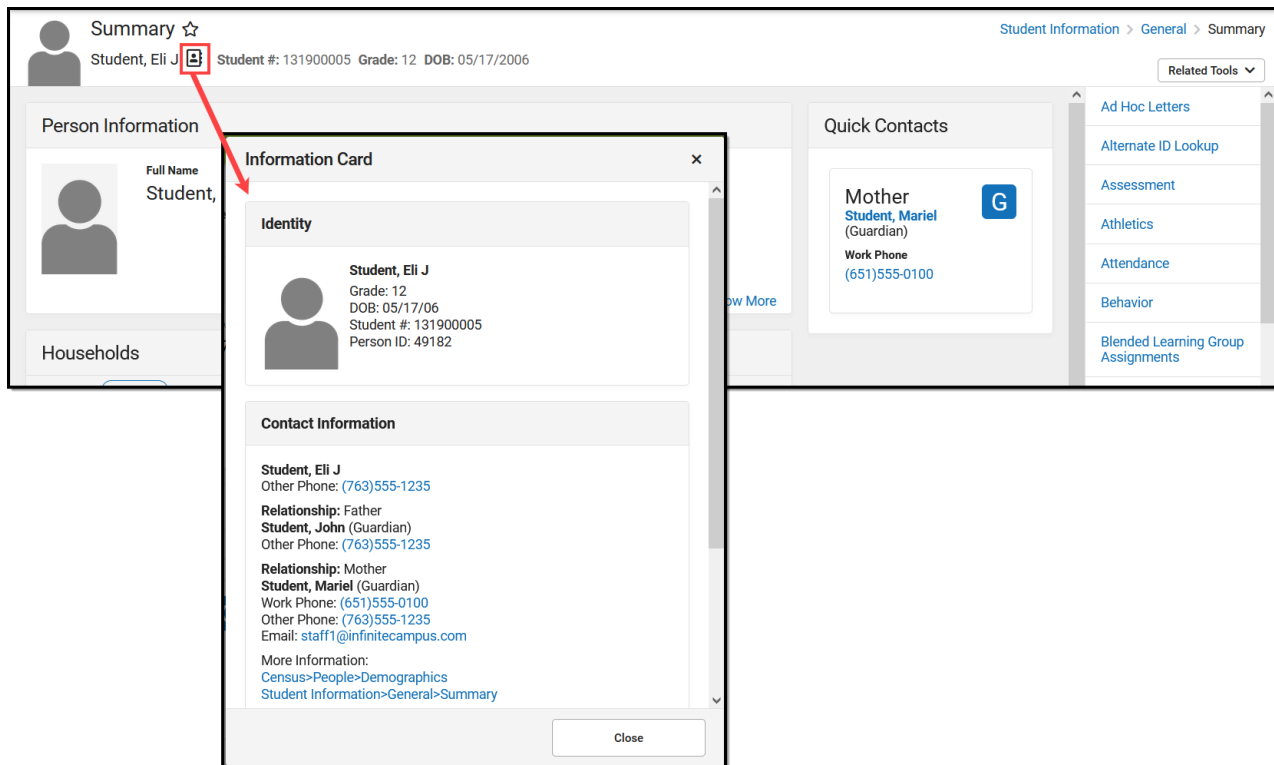 Summary
Student, Eli J Student #: 131900005 Grade: 12 DOB: 05/17/2006
Student Information > General > Summary
Related Tools
Person Information
Full Name
Student,
Households
Information Card
×
Identity
Student, Eli J
Grade: 12
DOB: 05/17/06
Student #: 131900005
Person ID: 49182
Contact Information
Student, Eli J
Other Phone: (763)555-1235
Relationship: Father
Student, John (Guardian)
Other Phone: (763)555-1235
Relationship: Mother
Student, Mariel (Guardian)
Work Phone: (651)555-0100
Other Phone: (763)555-1235
Email: staff1@infinitecampus.com
More Information:
Census>People>Demographics
Student Information>General>Summary
Close
More
Quick Contacts
Mother
G
Student, Mariel
(Guardian)
Work Phone
(651)555-0100
Ad Hoc Letters
Alternate ID Lookup
Assessment
Athletics
Attendance
Behavior
Blended Learning Group
Assignments